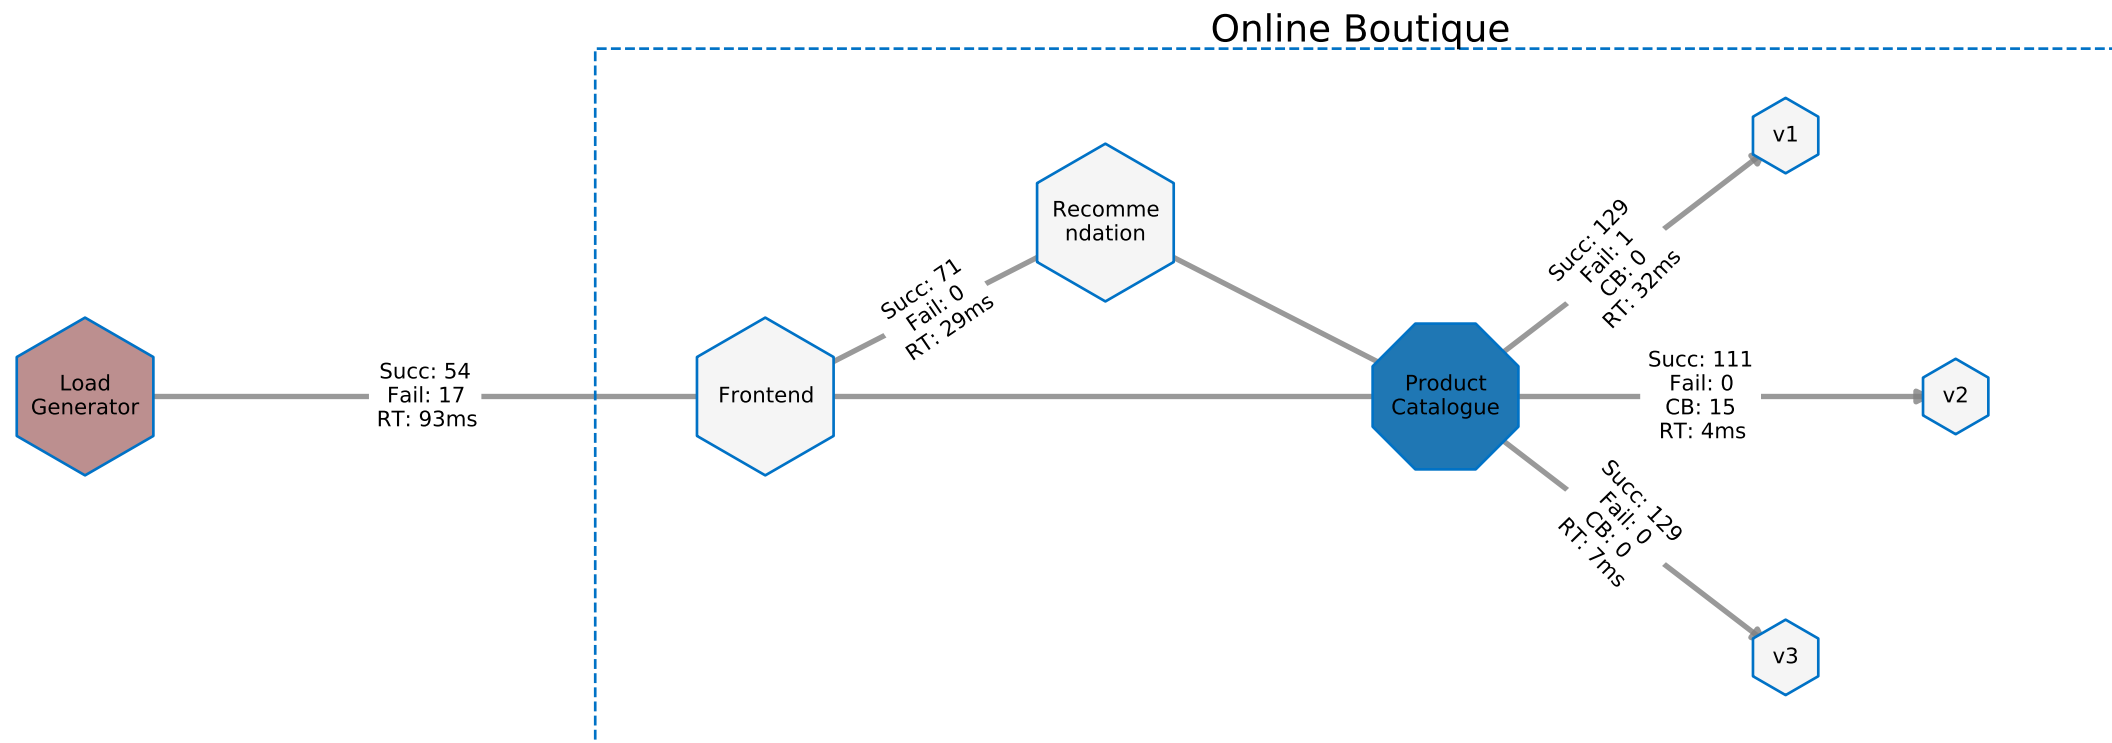 Online Boutique
v1
Recomme
ndation
Succ: 129
Fail: 1
CB: 0
RT: 32ms
Succ: 71
Fail: 0
RT: 29ms
Load
Generator
Succ: 54
Fail: 17
RT: 93ms
Frontend
Product
Catalogue
Succ: 111
Fail: 0
CB: 15
RT: 4ms
v2
Succ: 129
Fail: 0
CB: 0
RT: 7ms
v3